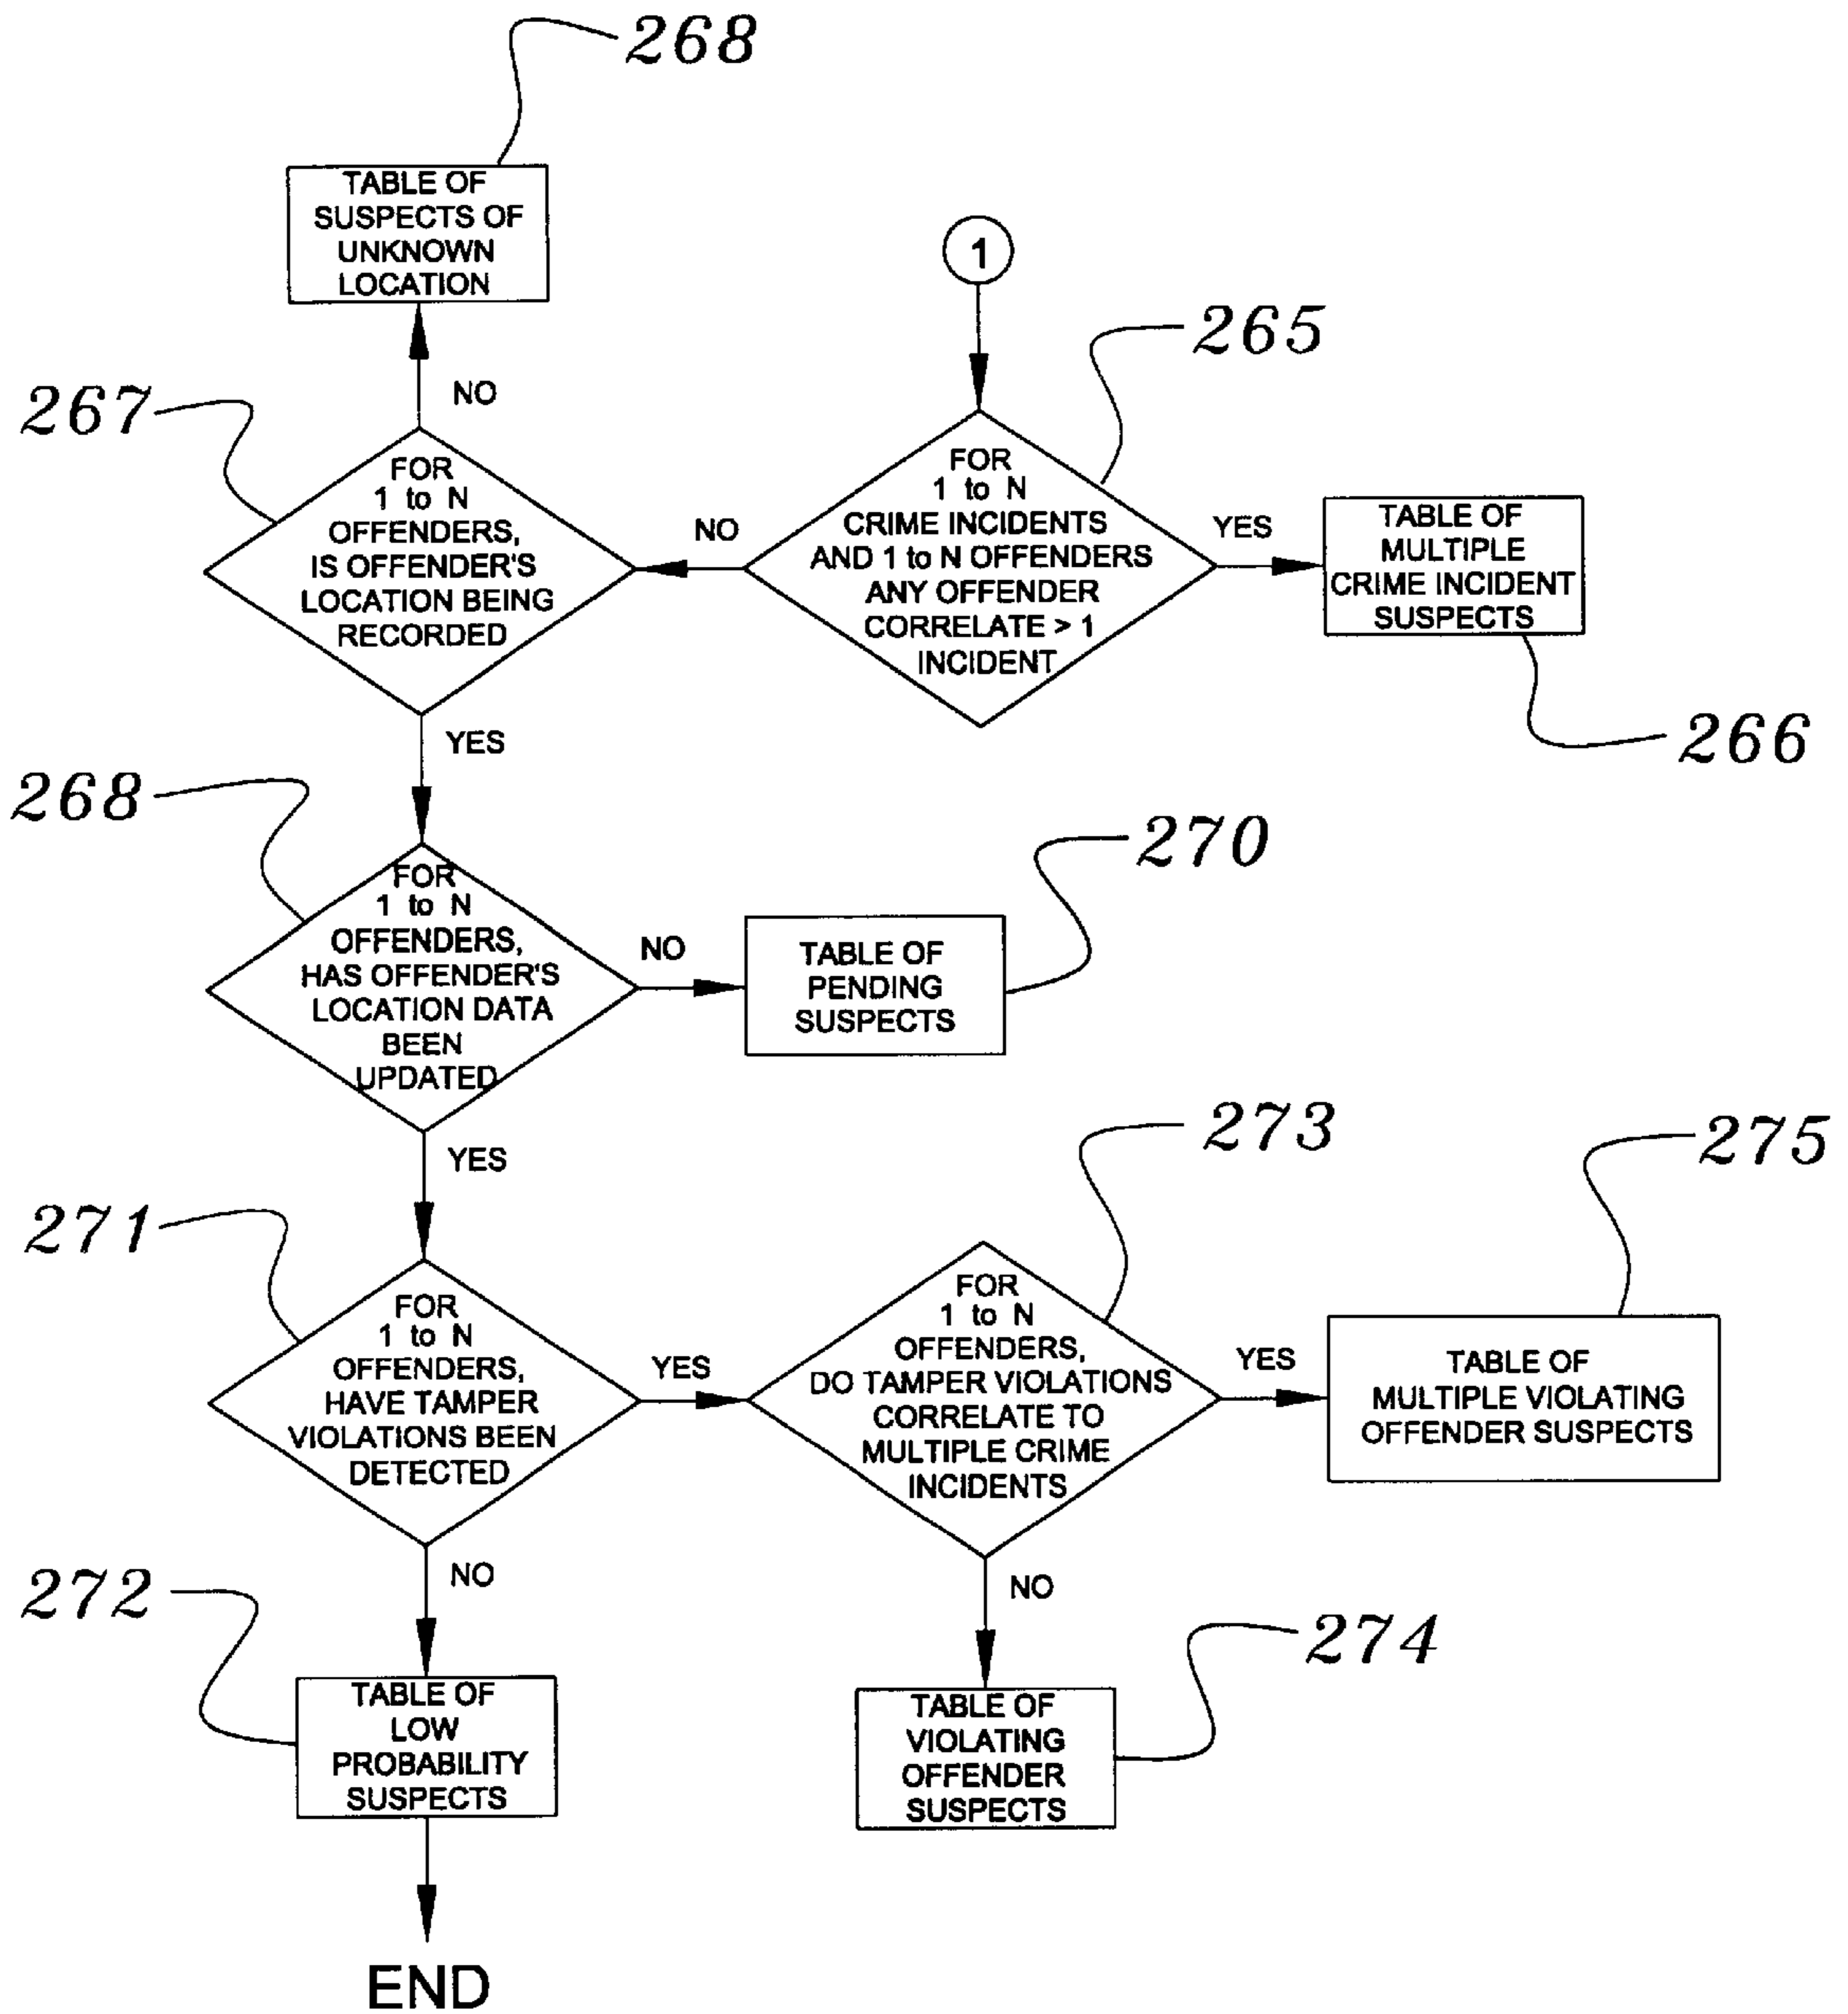 268
TABLE OF
SUSPECTS OF
UNKNOWN
LOCATION
1
265
NO
267
FOR
1 to N
OFFENDERS,
IS OFFENDER'S
LOCATION BEING
RECORDED
NO
FOR
1 to N
CRIME INCIDENTS
AND 1 to N OFFENDERS
ANY OFFENDER
CORRELATE > 1
INCIDENT
YES
TABLE OF
MULTIPLE
CRIME INCIDENT
SUSPECTS
266
YES
268
FOR
1 to N
OFFENDERS,
HAS OFFENDER'S
LOCATION DATA
BEEN
UPDATED
NO
TABLE OF
PENDING
SUSPECTS
270
YES
271
FOR
1 to N
OFFENDERS,
HAVE TAMPER
VIOLATIONS BEEN
DETECTED
YES
273
FOR
1 to N
OFFENDERS,
DO TAMPER VIOLATIONS
CORRELATE TO
MULTIPLE CRIME
INCIDENTS
YES
275
TABLE OF
MULTIPLE VIOLATING
OFFENDER SUSPECTS
NO
272
TABLE OF
LOW
PROBABILITY
SUSPECTS
NO
274
TABLE OF
VIOLATING
OFFENDER
SUSPECTS
END